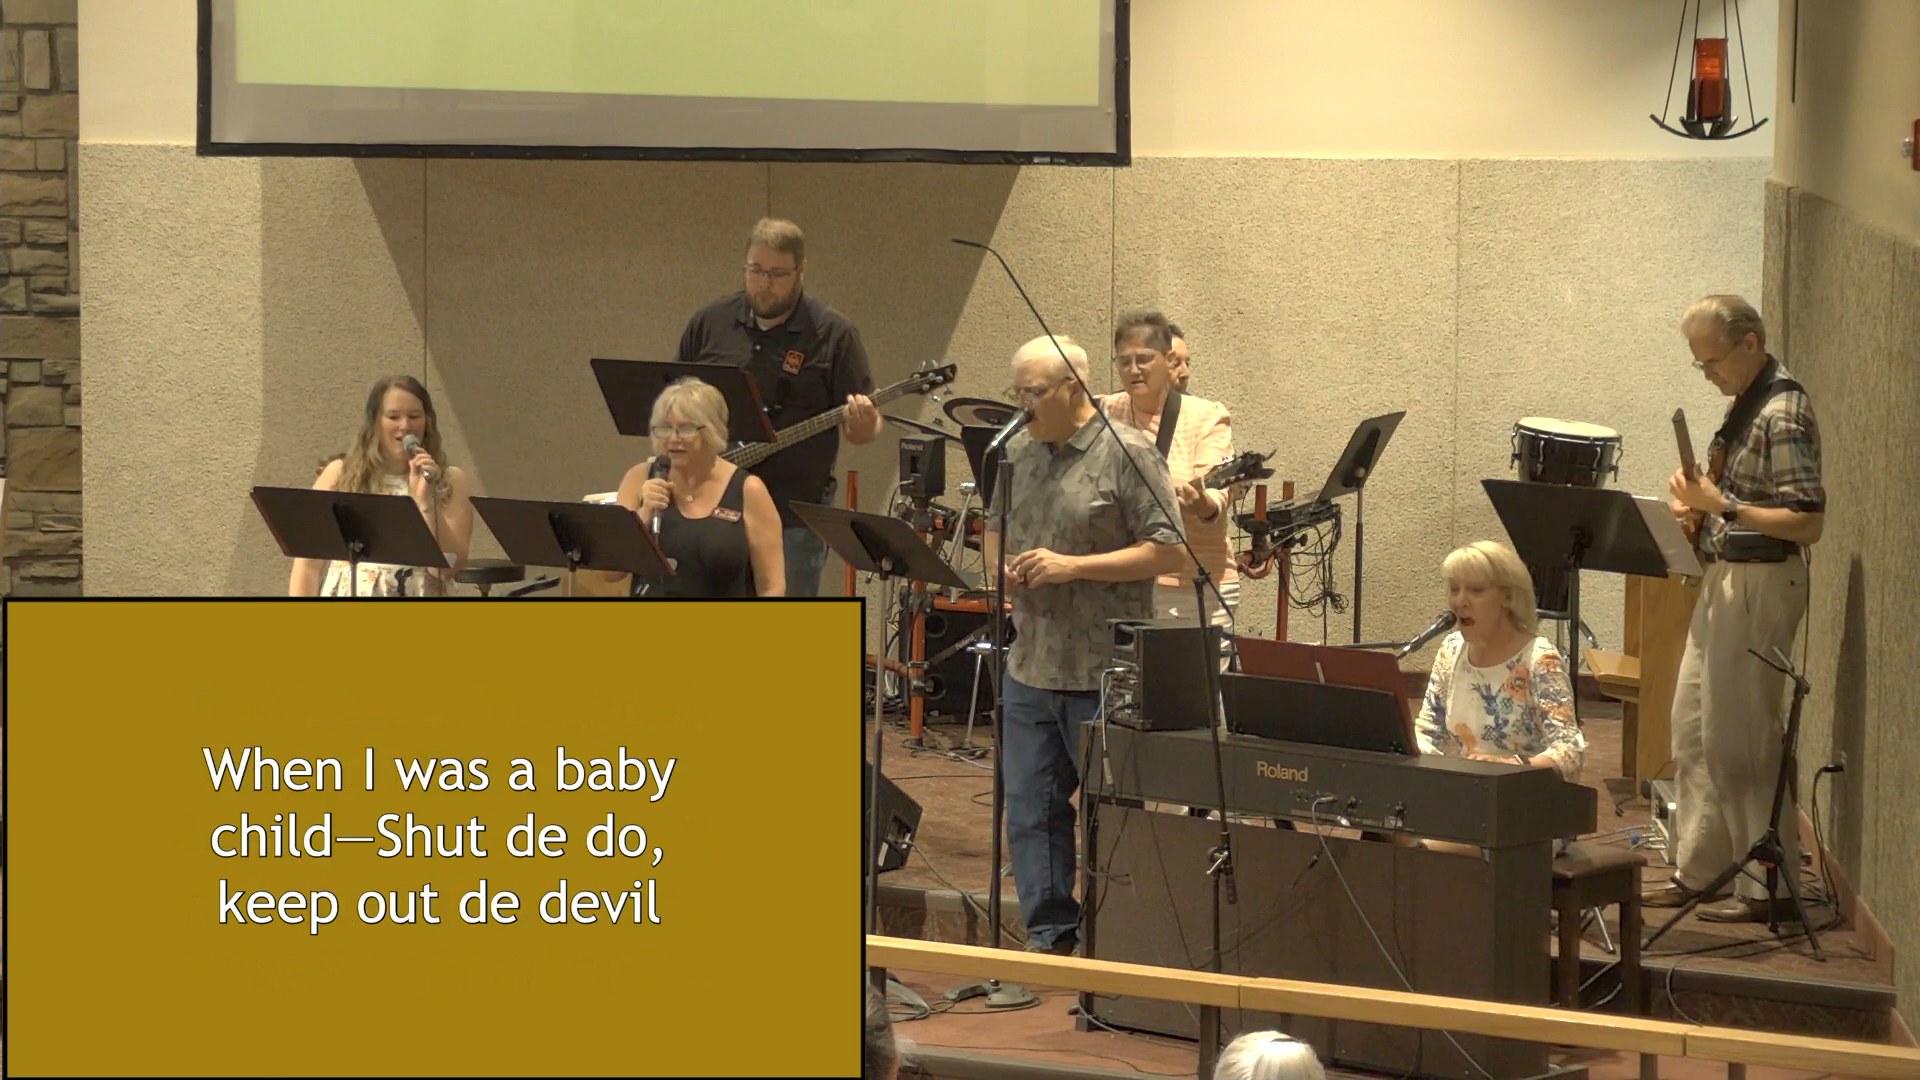 Roland
Roland
When I was a baby
child—Shut de do,
keep out de devil